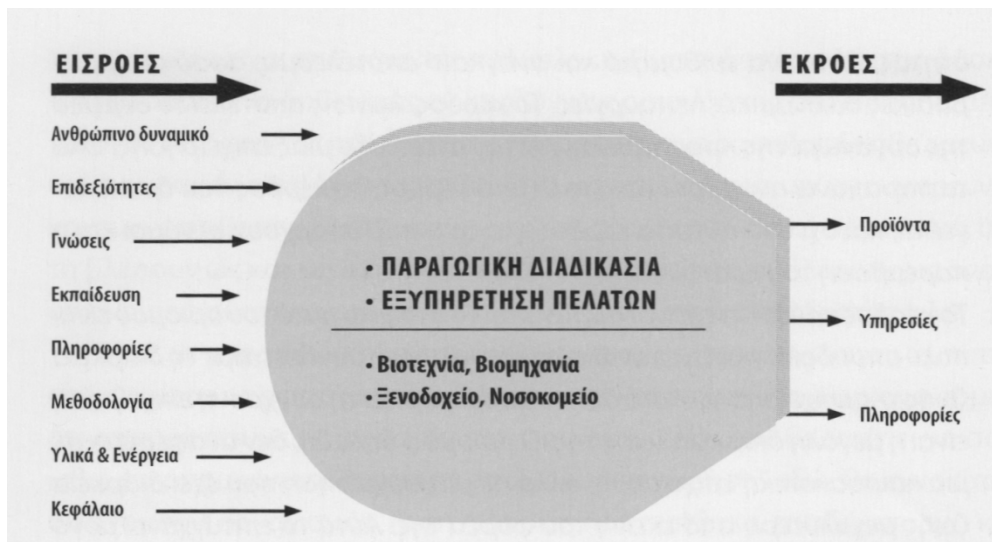 ΕΙΣΡΟΕΣ
Ανθρώπινο δυναμικό
Επιδεξιότητες
Γνώσεις
Εκπαίδευση
Πληροφορίες
Μεθοδολογία
Υλικά & Ενέργεια
Κεφάλαιο
• ΠΑΡΑΓΩΓΙΚΗ ΔΙΑΔΙΚΑΣΙΑ
• ΕΞΥΠΗΡΕΤΗΣΗ ΠΕΛΑΤΩΝ
• Βιοτεχνία, Βιομηχανία
• Ξενοδοχείο, Νοσοκομείο
ΕΚΡΟΕΣ
Προϊόντα
Υπηρεσίες
Πληροφορίες